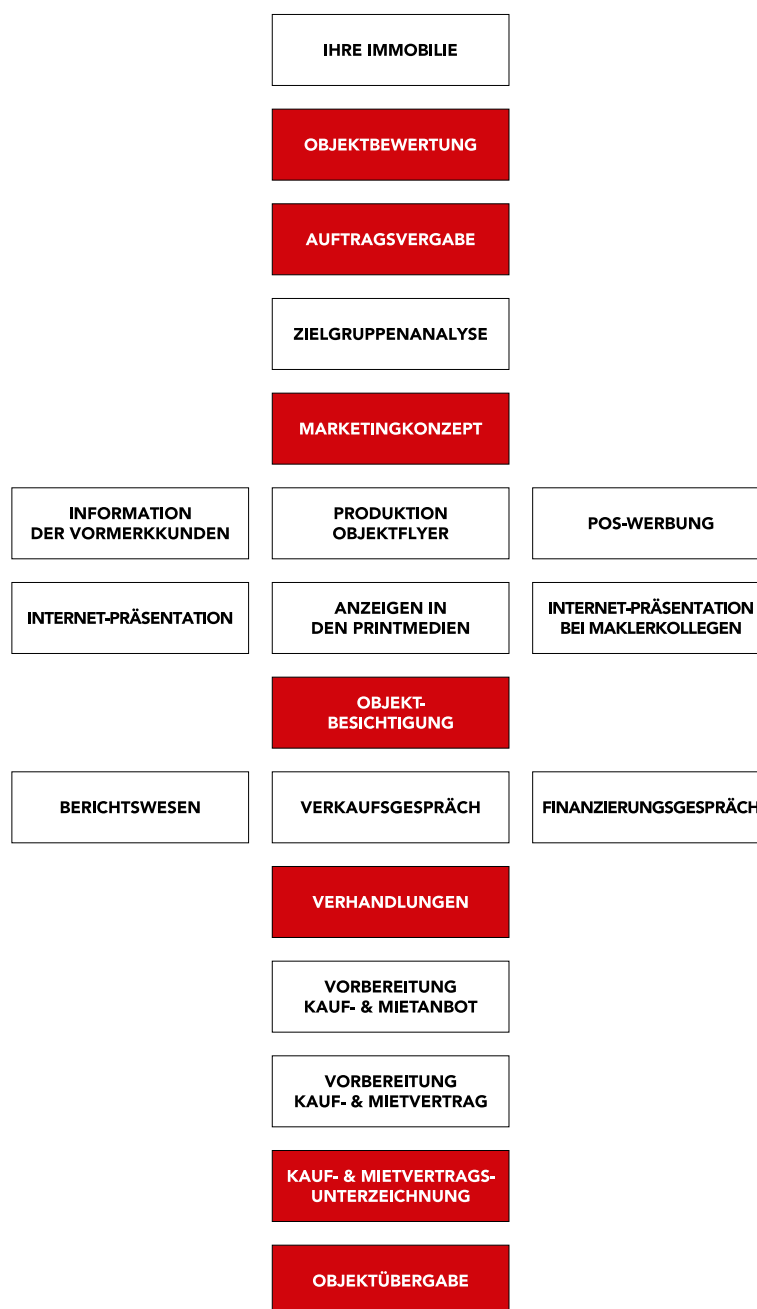 IHRE IMMOBILIE
OBJEKTBEWERTUNG
AUFTRAGSVERGABE
ZIELGRUPPENANALYSE
MARKETINGKONZEPT
INFORMATION
DER VORMERKKUNDEN
PRODUKTION
OBJEKTFLYER
POS-WERBUNG
INTERNET-PRÄSENTATION
ANZEIGEN IN
DEN PRINTMEDIEN
INTERNET-PRÄSENTATION
BEI MAKLERKOLLEGEN
OBJEKT-
BESICHTIGUNG
BERICHTSWESEN
VERKAUFSGESPRÄCH
FINANZIERUNGSGESPRÄCH
VERHANDLUNGEN
VORBEREITUNG
KAUF- & MIETANBOT
VORBEREITUNG
KAUF- & MIETVERTRAG
KAUF- & MIETVERTRAGS-
UNTERZEICHNUNG
OBJEKTÜBERGABE